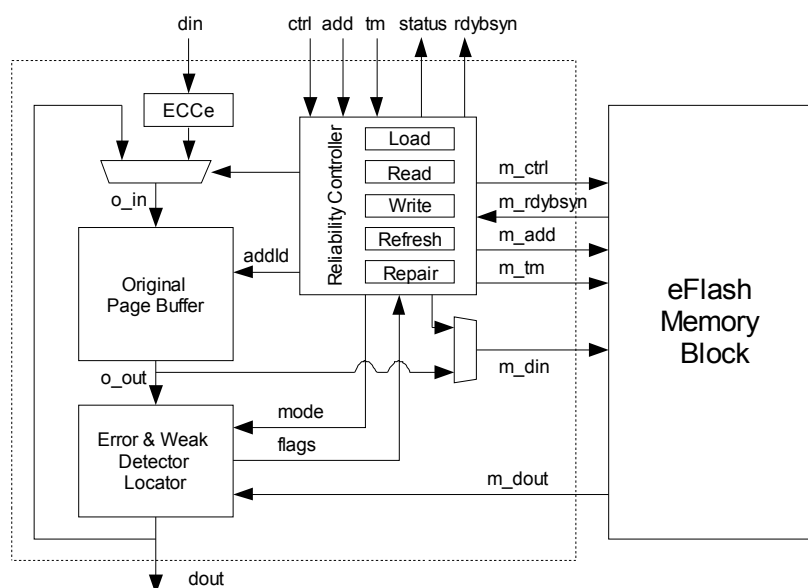 din
ctrl add tm status rdybsyn
ECCe
Reliability Controller
Load
Read
Write
Refresh
Repair
m_ctrl
m_rdybsyn
m_add
m_tm
o_in
addld
Original
Page Buffer
eFlash
Memory
Block
m_din
o_out
mode
flags
Error & Weak
Detector
Locator
m_dout
dout